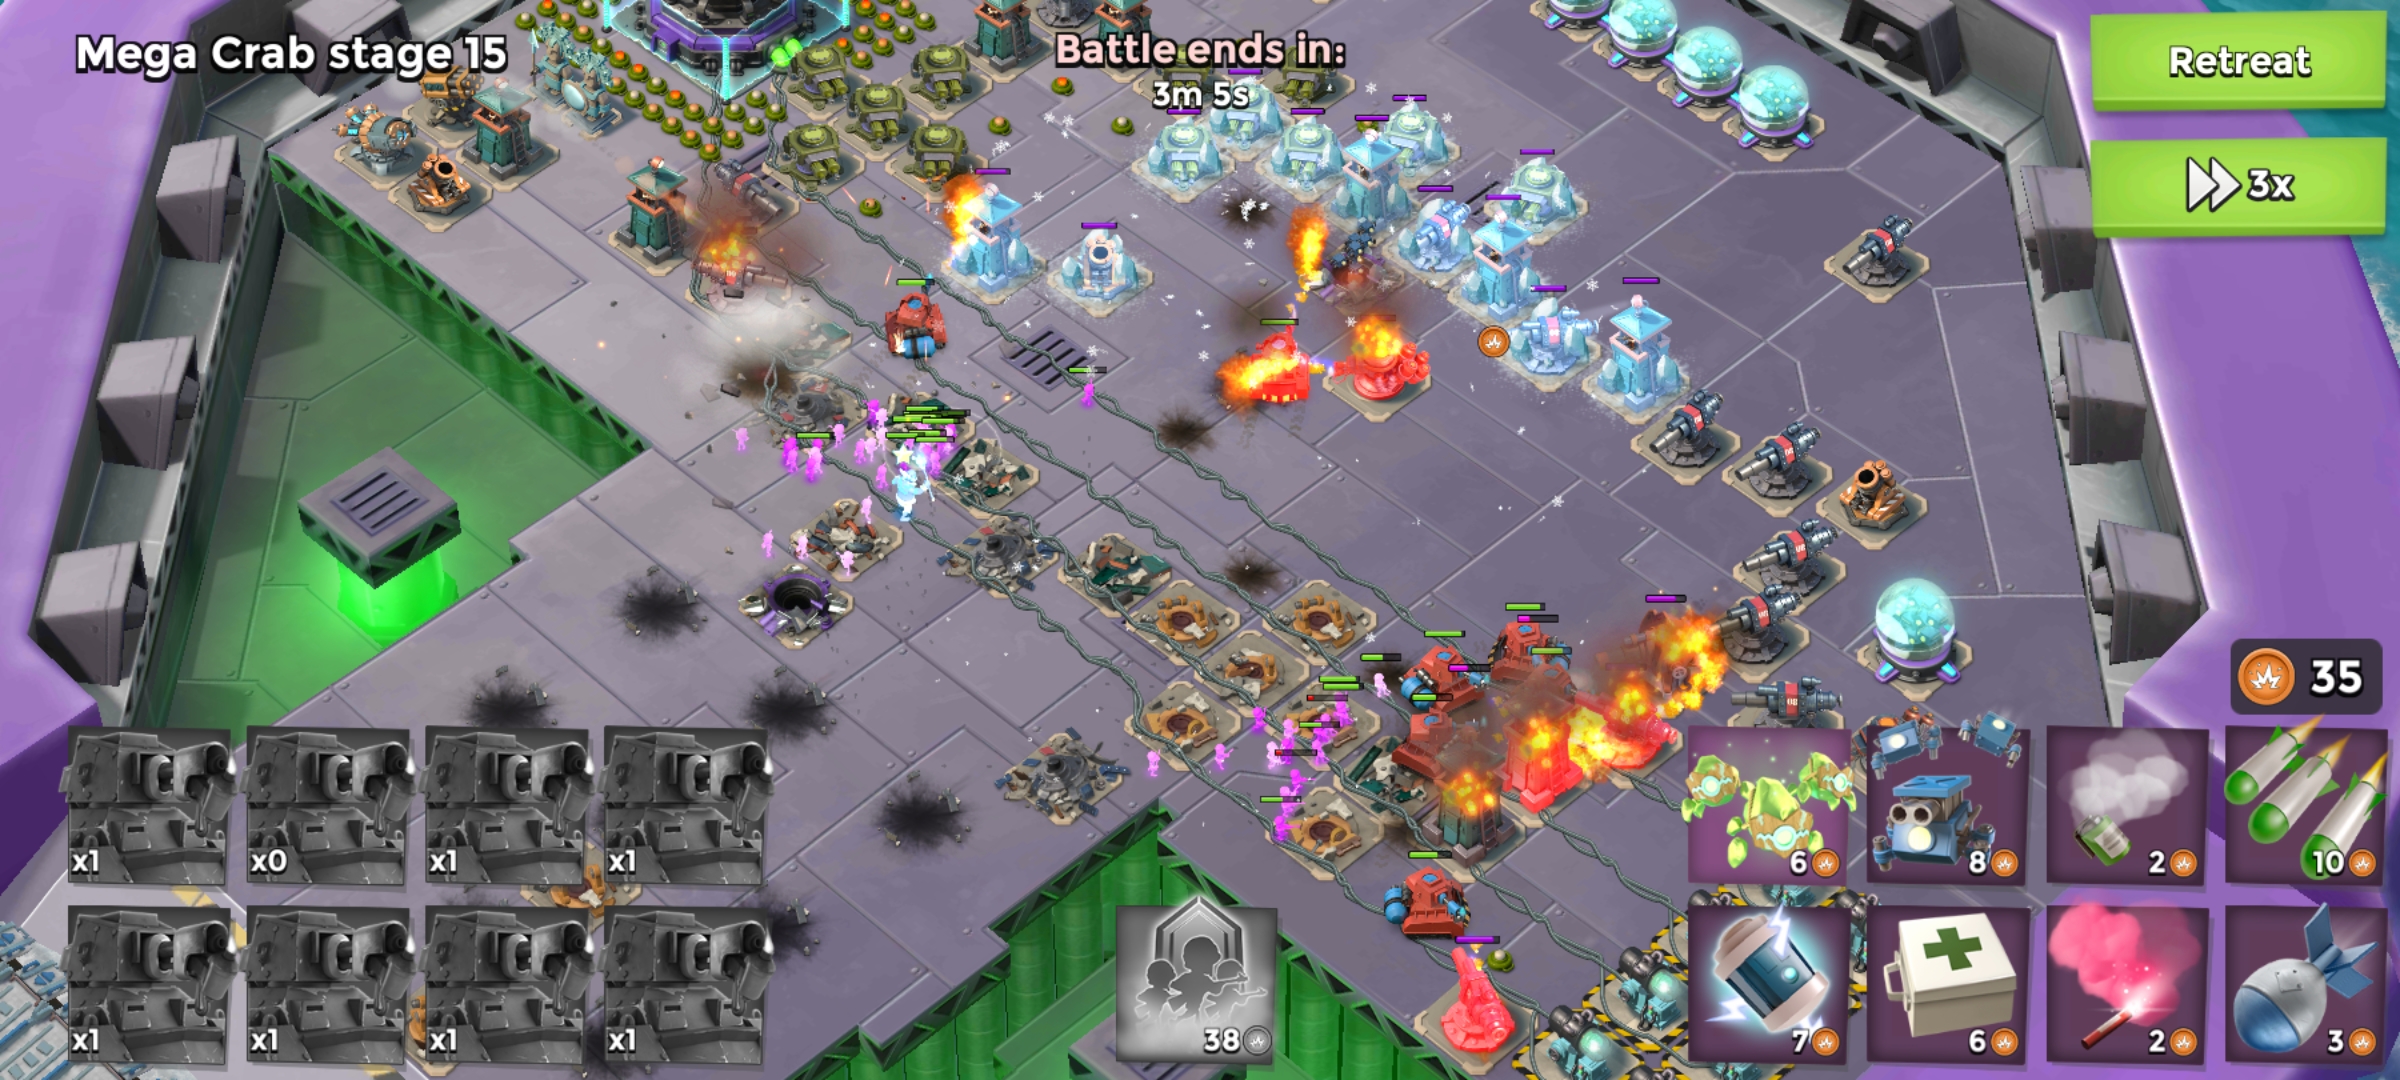 Mega Crab stage 15
Battle ends in:
3m 5s
Retreat
3x
35
x1
x0
x1
x1
6
8
2
10
x1
x1
x1
x1
38
7
6
2
3